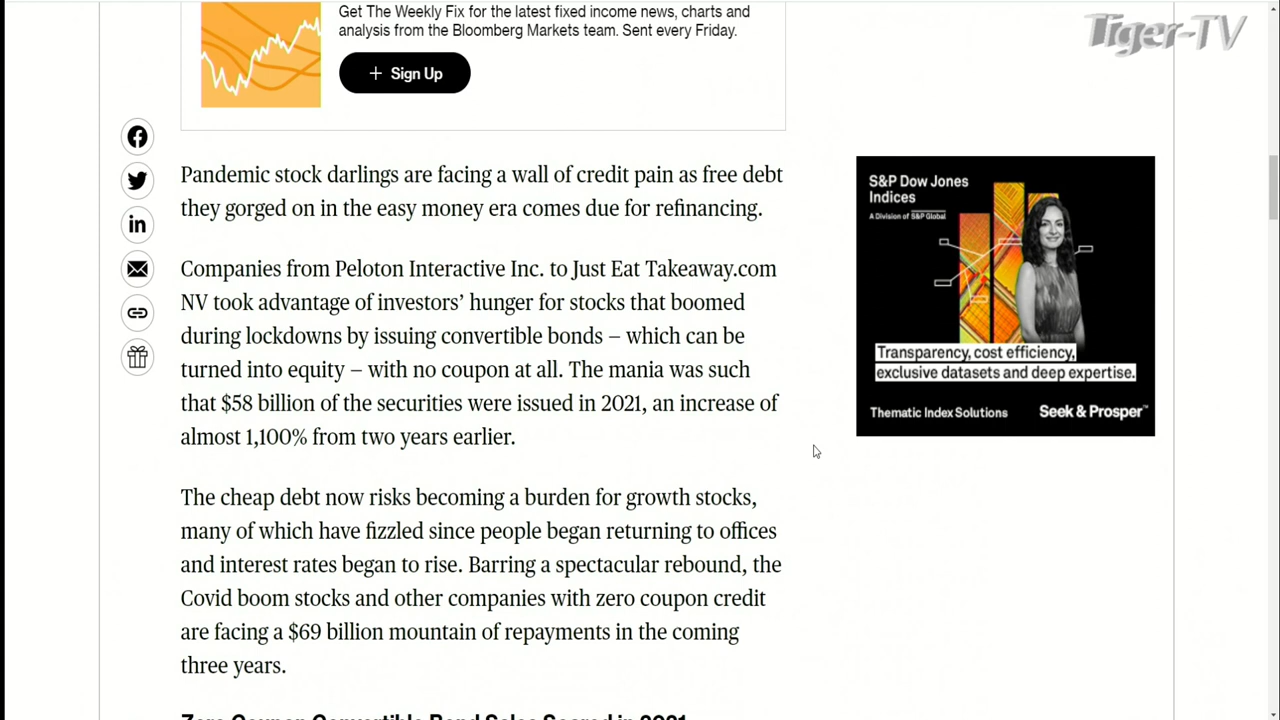 Get The Weekly Fix for the latest fixed income news, charts and
analysis from the Bloomberg Markets team. Sent every Friday.
+ Sign Up
Tiger-TV
Pandemic stock darlings are facing a wall of credit pain as free debt
they gorged on in the easy money era comes due for refinancing.
Companies from Peloton Interactive Inc. to Just Eat Takeaway.com
NV took advantage of investors’ hunger for stocks that boomed
during lockdowns by issuing convertible bonds – which can be
turned into equity – with no coupon at all. The mania was such
that $58 billion of the securities were issued in 2021, an increase of
almost 1,100% from two years earlier.
The cheap debt now risks becoming a burden for growth stocks,
many of which have fizzled since people began returning to offices
and interest rates began to rise. Barring a spectacular rebound, the
Covid boom stocks and other companies with zero coupon credit
are facing a $69 billion mountain of repayments in the coming
three years.
Zero Coupon Convertible Bond Sales Soared in 2021
S&P Dow Jones
Indices
A Division of S&P Global
Transparency, cost efficiency,
exclusive datasets and deep expertise.
Thematic Index Solutions
Seek & Prosper™